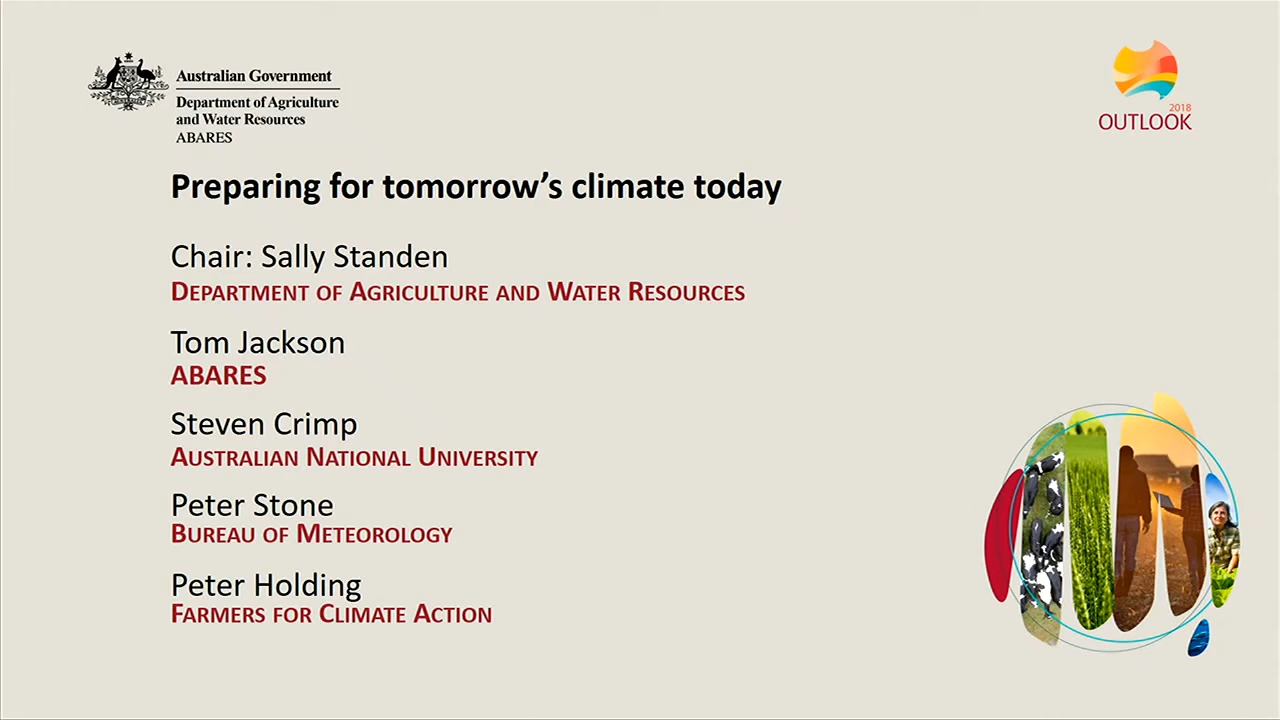 Australian Government
Department of Agriculture
and Water Resources
ABARES
2018
OUTLOOK
Preparing for tomorrow’s climate today
Chair: Sally Standen
DEPARTMENT OF AGRICULTURE AND WATER RESOURCES
Tom Jackson
ABARES
Steven Crimp
AUSTRALIAN NATIONAL UNIVERSITY
Peter Stone
BUREAU OF METEOROLOGY
Peter Holding
FARMERS FOR CLIMATE ACTION